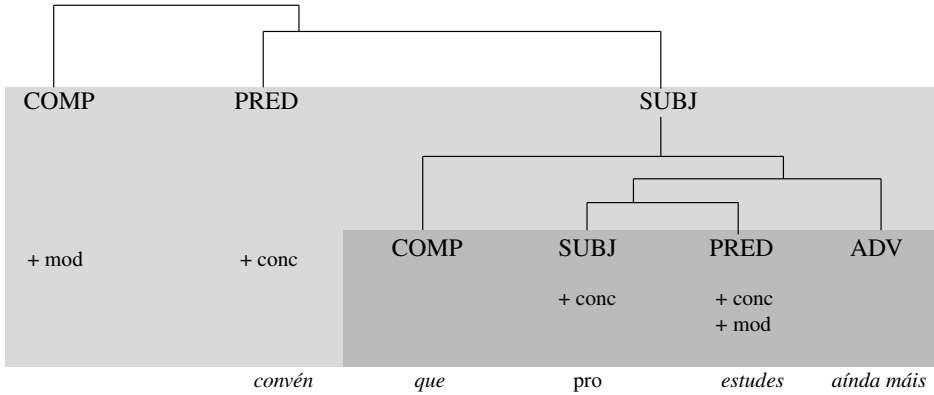 COMP PRED SUBJ
COMP SUBJ PRED ADV
+ mod + conc
+ conc + conc
+ mod
convén que pro estudes aínda máis